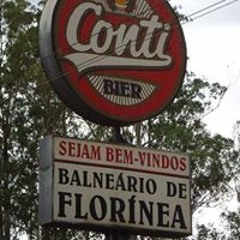 Conti
BIER
SEJAM BEM-VINDOS
BALNEÁRIO DE
FLORÍNEA